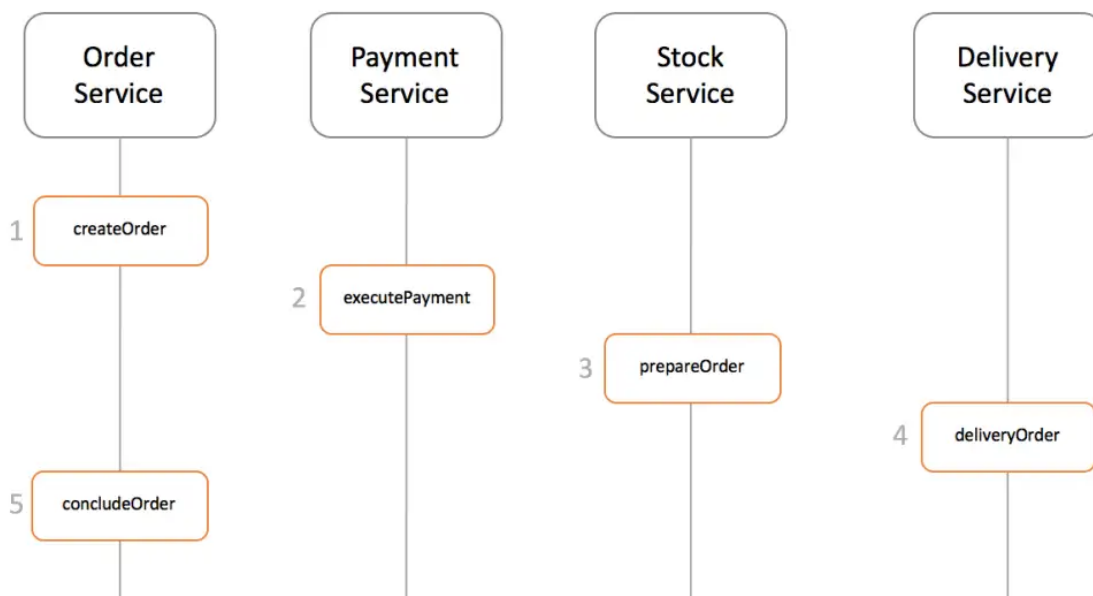 Order
Service
Payment
Service
Stock
Service
Delivery
Service
1
createOrder
2
executePayment
3
prepareOrder
4
deliveryOrder
5
concludeOrder